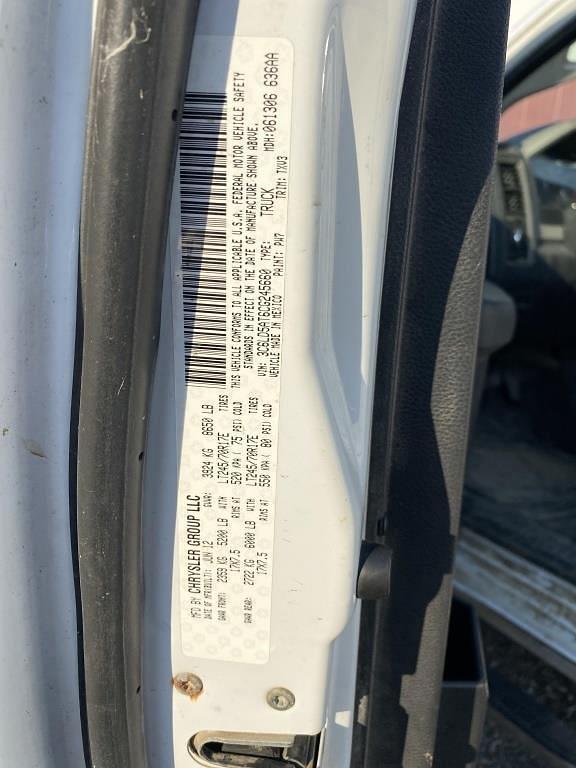 MFD BY CHRYSLER GROUP LLC
DATE OF MFR(BUILT): JUN 12 GVWR: 3924 KG 8650 LB
GAWR FRONT: 2359 KG 5200 LB WITH LT245/70R17E TIRES
17X7.5 RIMS AT 520 KPA ( 75 PSI) COLD
GAWR REAR: 2722 KG 6000 LB WITH LT245/70R17E TIRES
17X7.5 RIMS AT 550 KPA ( 80 PSI) COLD
THIS VEHICLE CONFORMS TO ALL APPLICABLE U.S.A. FEDERAL MOTOR VEHICLE SAFETY
STANDARDS IN EFFECT ON THE DATE OF MANUFACTURE SHOWN ABOVE.
VIN: 3C6LD5AT6CG245660 TYPE: TRUCK MDH:061306 636AA
VEHICLE MADE IN MEXICO PAINT: PW7 TRIM: TXV3